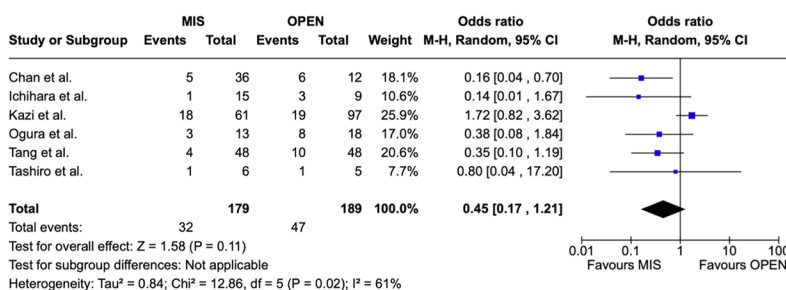 MIS OPEN Odds ratio Odds ratio
Study or Subgroup Events Total Events Total Weight M-H, Random, 95% CI M-H, Random, 95% CI
Chan et al. 5 36 6 12 18.1% 0.16 [0.04 , 0.70]
Ichihara et al. 1 15 3 9 10.6% 0.14 [0.01 , 1.67]
Kazi et al. 18 61 19 97 25.9% 1.72 [0.82 , 3.62]
Ogura et al. 3 13 8 18 17.0% 0.38 [0.08 , 1.84]
Tang et al. 4 48 10 48 20.6% 0.35 [0.10 , 1.19]
Tashiro et al. 1 6 1 5 7.7% 0.80 [0.04 , 17.20]
Total 179 189 100.0% 0.45 [0.17 , 1.21]
Total events: 32 47
Test for overall effect: Z = 1.58 (P = 0.11)
Test for subgroup differences: Not applicable
Heterogeneity: Tau² = 0.84; Chi² = 12.86, df = 5 (P = 0.02); I² = 61%
0.01 0.1 1 10 100
Favours MIS Favours OPEN